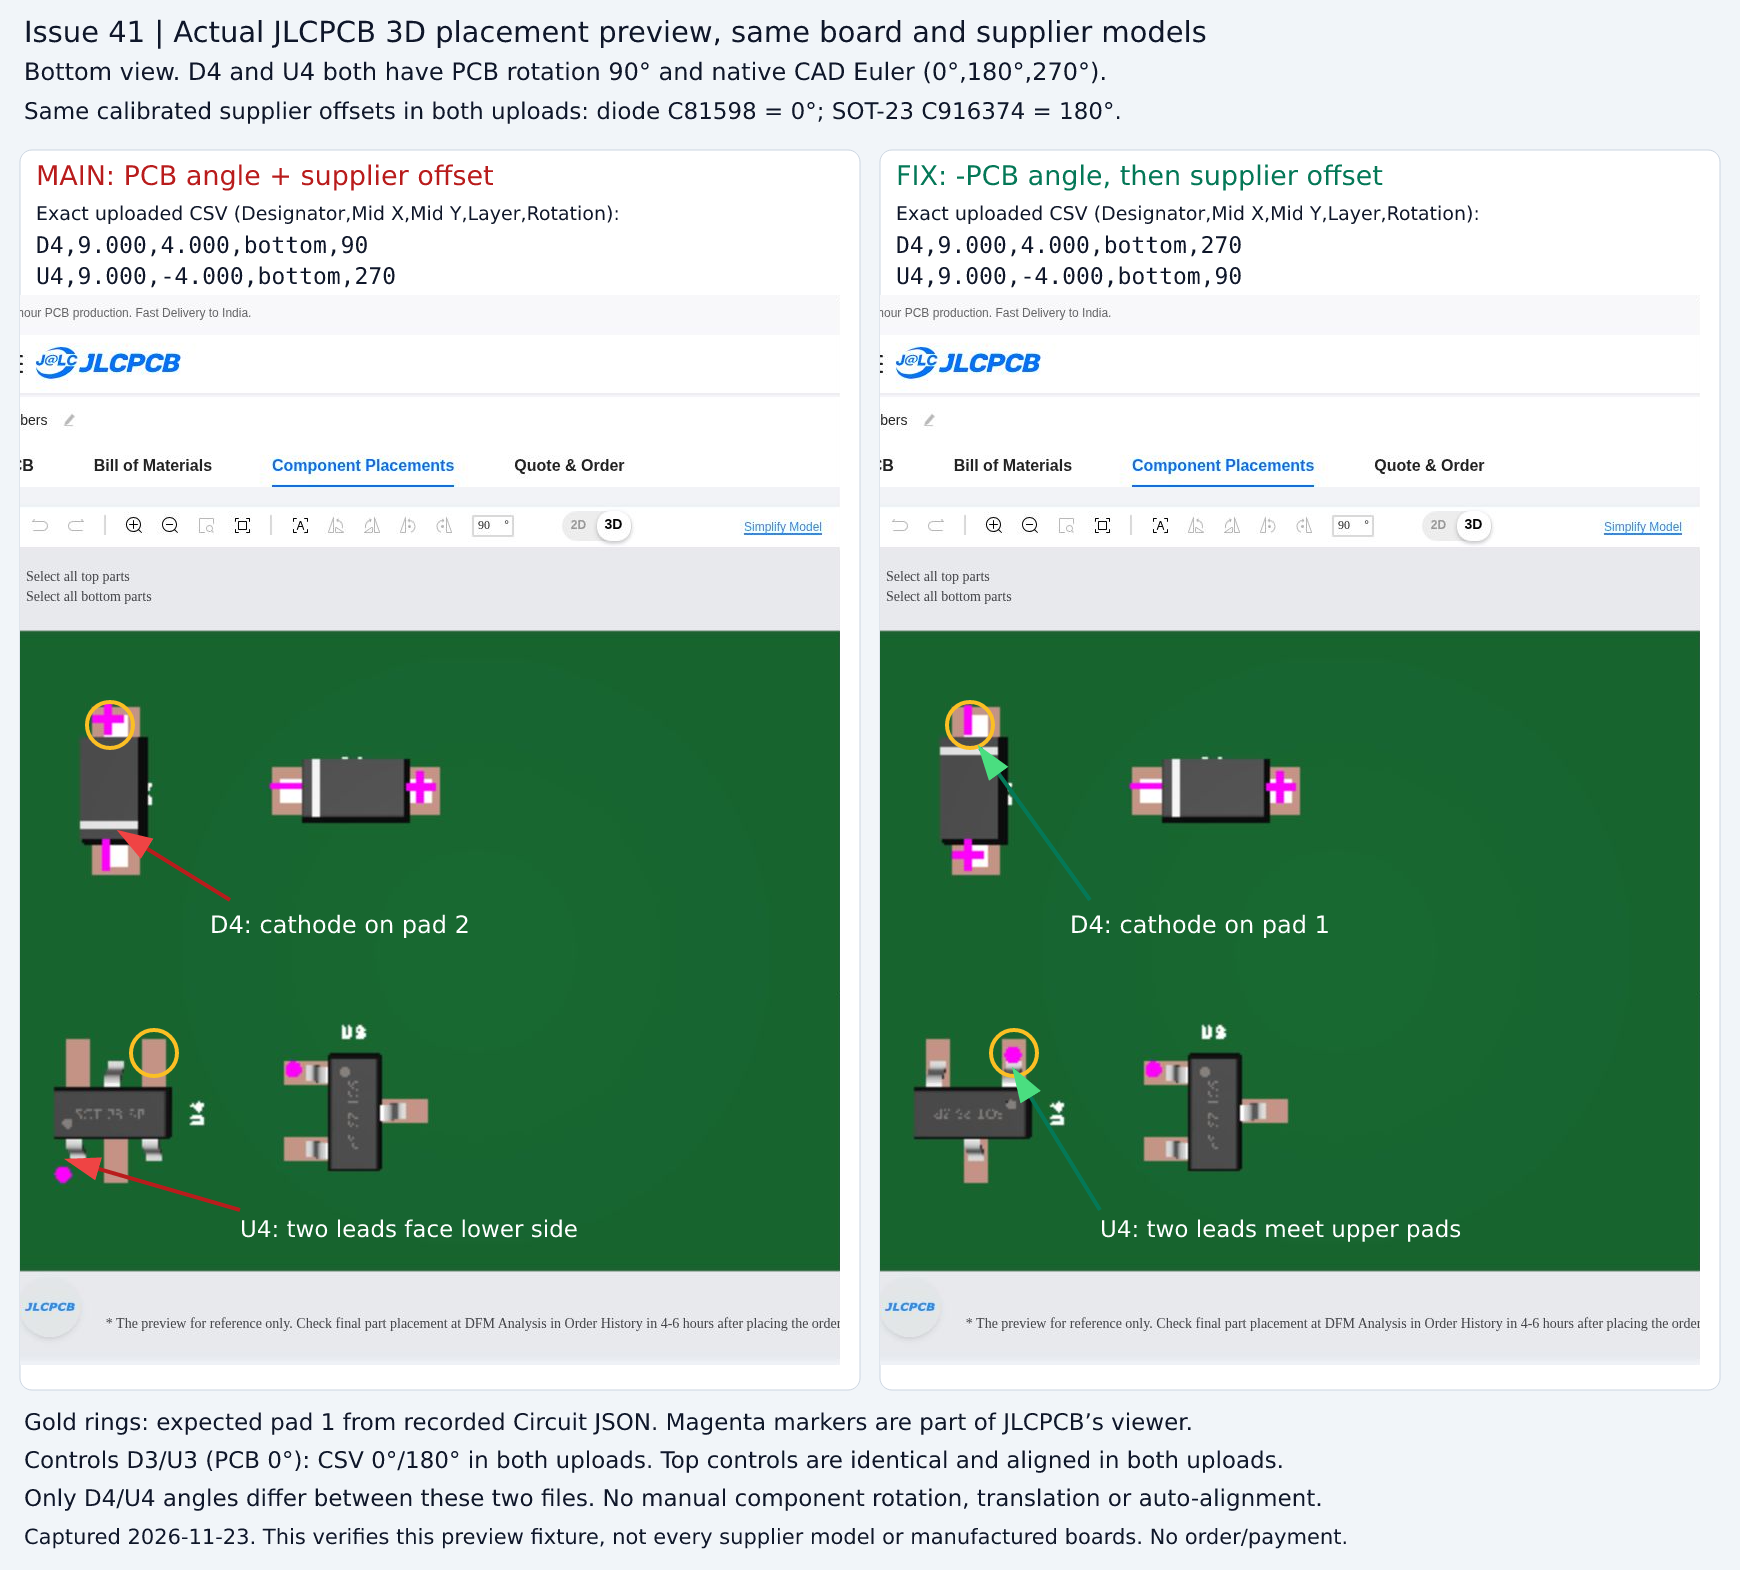 Issue 41 | Actual JLCPCB 3D placement preview, same board and supplier models
Bottom view. D4 and U4 both have PCB rotation 90° and native CAD Euler (0°,180°,270°).
Same calibrated supplier offsets in both uploads: diode C81598 = 0°; SOT-23 C916374 = 180°.
MAIN: PCB angle + supplier offset
Exact uploaded CSV (Designator,Mid X,Mid Y,Layer,Rotation):
D4,9.000,4.000,bottom,90
U4,9.000,-4.000,bottom,270
hour PCB production. Fast Delivery to India.
J@LC JLCPCB
bers
CB Bill of Materials Component Placements Quote & Order
A 90 ° 2D 3D Simplify Model
Select all top parts
Select all bottom parts
D4: cathode on pad 2
U3
U4
U4: two leads face lower side
JLCPCB
* The preview for reference only. Check final part placement at DFM Analysis in Order History in 4-6 hours after placing the order
FIX: -PCB angle, then supplier offset
Exact uploaded CSV (Designator,Mid X,Mid Y,Layer,Rotation):
D4,9.000,4.000,bottom,270
U4,9.000,-4.000,bottom,90
hour PCB production. Fast Delivery to India.
J@LC JLCPCB
bers
CB Bill of Materials Component Placements Quote & Order
A 90 ° 2D 3D Simplify Model
Select all top parts
Select all bottom parts
D4: cathode on pad 1
U3
U4
U4: two leads meet upper pads
JLCPCB
* The preview for reference only. Check final part placement at DFM Analysis in Order History in 4-6 hours after placing the order
Gold rings: expected pad 1 from recorded Circuit JSON. Magenta markers are part of JLCPCB’s viewer.
Controls D3/U3 (PCB 0°): CSV 0°/180° in both uploads. Top controls are identical and aligned in both uploads.
Only D4/U4 angles differ between these two files. No manual component rotation, translation or auto-alignment.
Captured 2026-11-23. This verifies this preview fixture, not every supplier model or manufactured boards. No order/payment.